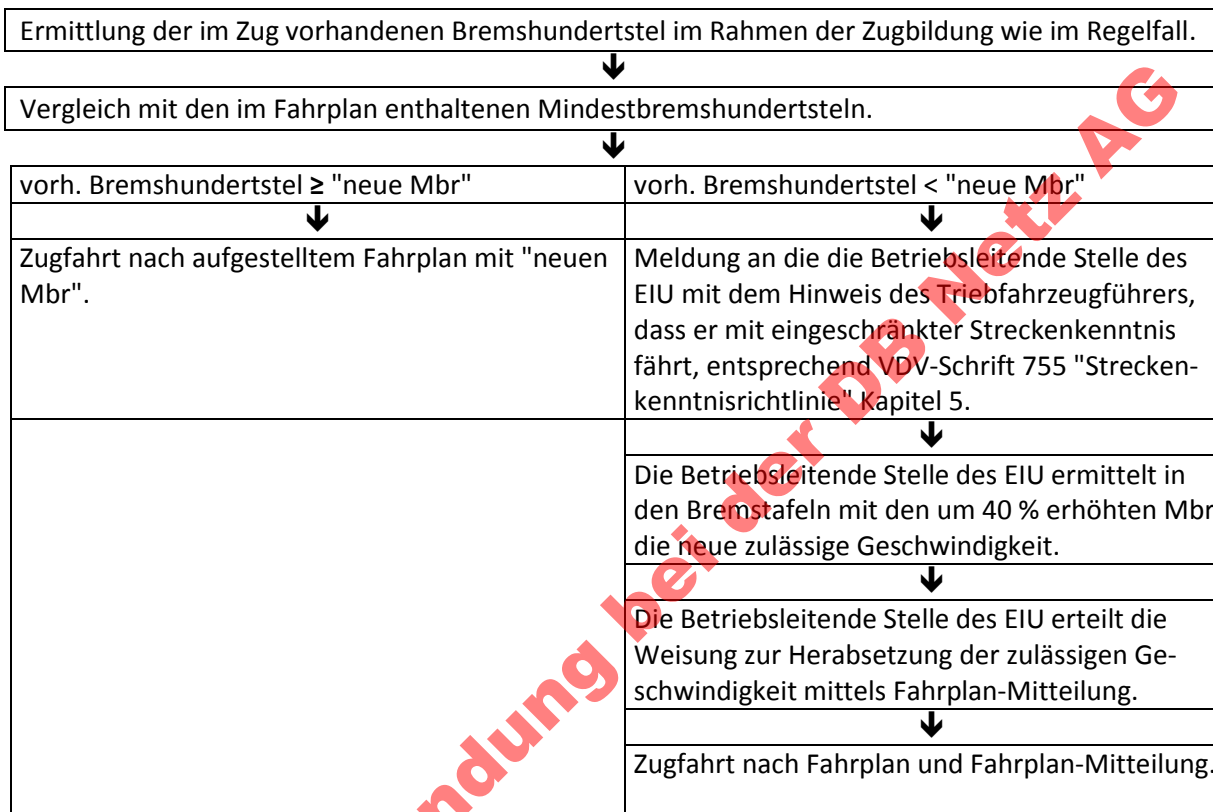 Ermittlung der im Zug vorhandenen Bremshundertstel im Rahmen der Zugbildung wie im Regelfall.
Vergleich mit den im Fahrplan enthaltenen Mindestbremshundertsteln.
vorh. Bremshundertstel ≥ "neue Mbr"
Zugfahrt nach aufgestelltem Fahrplan mit "neuen
Mbr".
vorh. Bremshundertstel < "neue Mbr"
Meldung an die die Betriebsleitende Stelle des
EIU mit dem Hinweis des Triebfahrzeugführers,
dass er mit eingeschränkter Streckenkenntnis
fährt, entsprechend VDV-Schrift 755 "Strecken-
kenntnisrichtlinie" Kapitel 5.
Die Betriebsleitende Stelle des EIU ermittelt in
den Bremstafeln mit den um 40 % erhöhten Mbr
die neue zulässige Geschwindigkeit.
Die Betriebsleitende Stelle des EIU erteilt die
Weisung zur Herabsetzung der zulässigen Ge-
schwindigkeit mittels Fahrplan-Mitteilung.
Zugfahrt nach Fahrplan und Fahrplan-Mitteilung.
bei der DB Netz AG